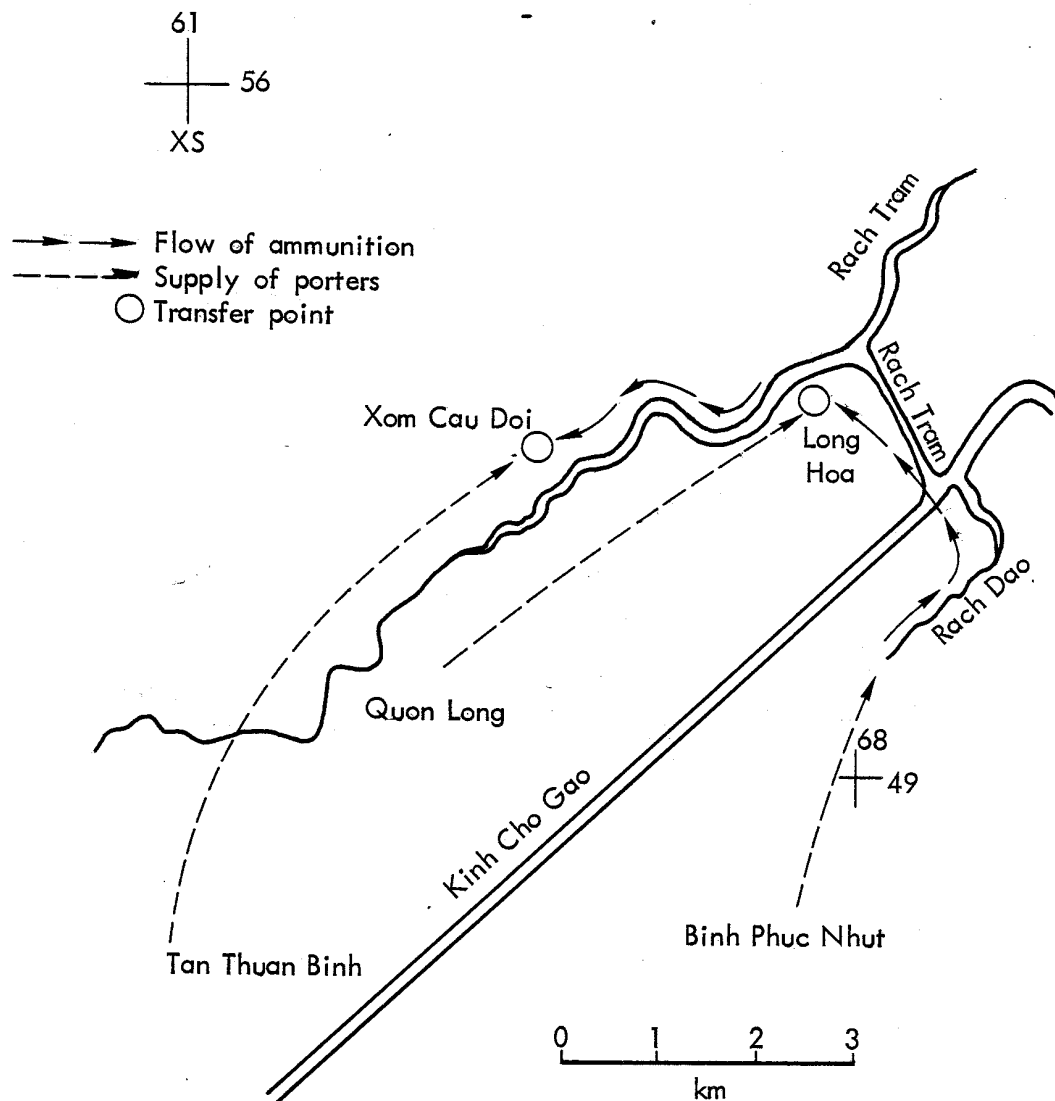 61
56
XS
Flow of ammunition
Supply of porters
Transfer point
Rach Tram
Rach Tram
Xom Cau Doi
Long
Hoa
Rach Dao
Quon Long
68
49
Kinh Cho Gao
Binh Phuc Nhut
Tan Thuan Binh
0 1 2 3
km